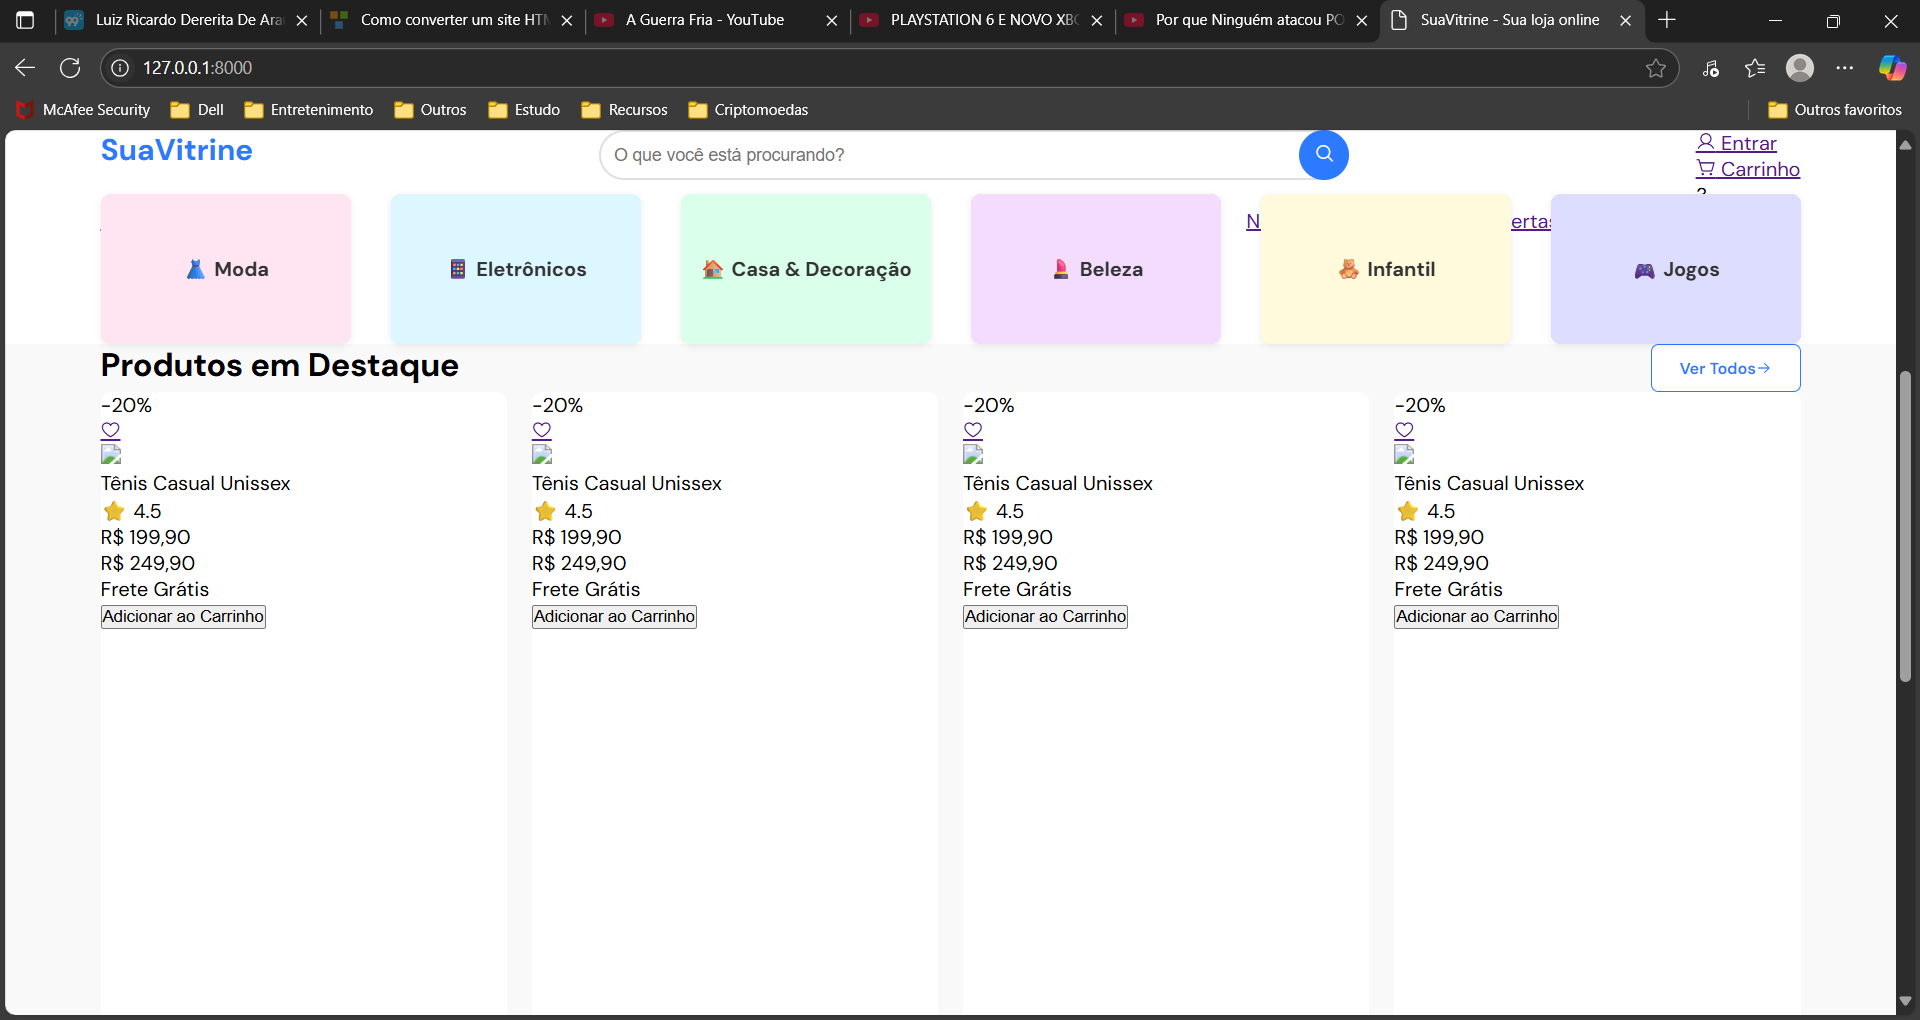 Luiz Ricardo Dererita De Ara
Como converter um site HTM
A Guerra Fria - YouTube
PLAYSTATION 6 E NOVO XBO
Por que Ninguém atacou PO
SuaVitrine - Sua loja online
127.0.0.1:8000
McAfee Security Dell Entretenimento Outros Estudo Recursos Criptomoedas Outros favoritos
SuaVitrine
O que você está procurando?
Entrar
Carrinho
N ertas
Moda
Eletrônicos
Casa & Decoração
Beleza
Infantil
Jogos
Produtos em Destaque
Ver Todos→
-20%
Tênis Casual Unissex
4.5
R$ 199,90
R$ 249,90
Frete Grátis
Adicionar ao Carrinho
-20%
Tênis Casual Unissex
4.5
R$ 199,90
R$ 249,90
Frete Grátis
Adicionar ao Carrinho
-20%
Tênis Casual Unissex
4.5
R$ 199,90
R$ 249,90
Frete Grátis
Adicionar ao Carrinho
-20%
Tênis Casual Unissex
4.5
R$ 199,90
R$ 249,90
Frete Grátis
Adicionar ao Carrinho